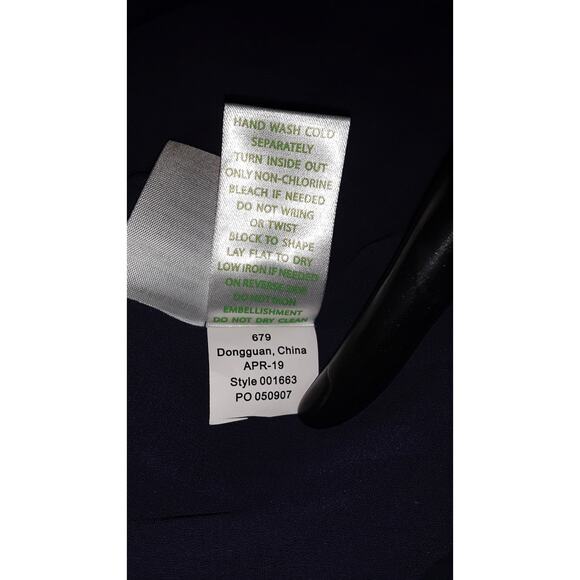 HAND WASH COLD
SEPARATELY
TURN INSIDE OUT
ONLY NON-CHLORINE
BLEACH IF NEEDED
DO NOT WRING
OR TWIST
BLOCK TO SHAPE
LAY FLAT TO DRY
LOW IRON IF NEEDED
ON REVERSE SIDE
DO NOT IRON
EMBELLISHMENT
DO NOT DRY CLEAN
679
Dongguan, China
APR-19
Style 001663
PO 050907